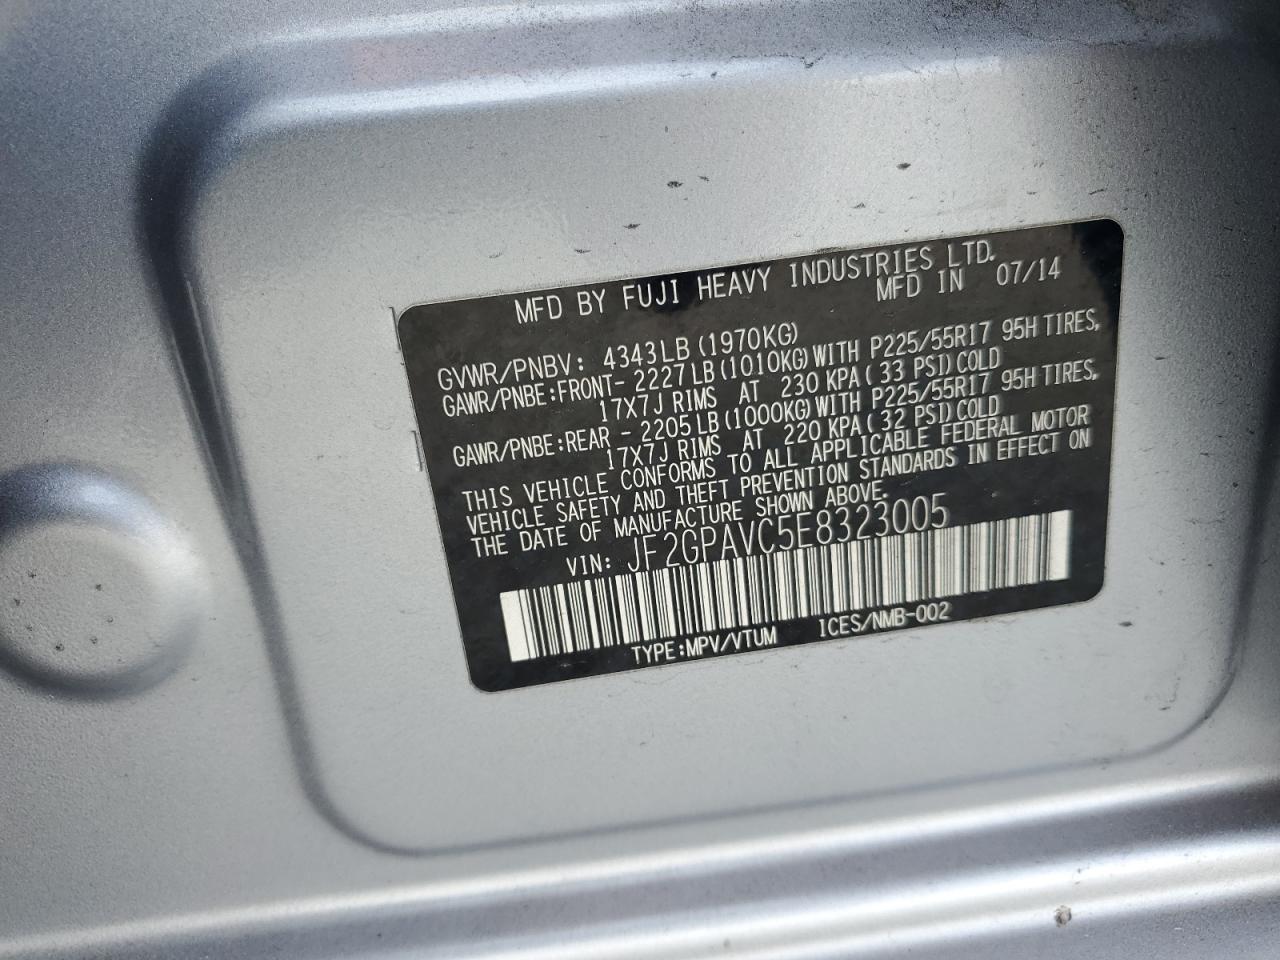 MFD BY FUJI HEAVY INDUSTRIES LTD.
MFD IN 07/14
GVWR/PNBV: 4343LB(1970KG)
GAWR/PNBE:FRONT- 2227LB(1010KG)WITH P225/55R17 95H TIRES,
17X7J RIMS AT 230 KPA( 33 PSI)COLD
GAWR/PNBE:REAR - 2205LB(1000KG)WITH P225/55R17 95H TIRES,
17X7J RIMS AT 220 KPA( 32 PSI)COLD
THIS VEHICLE CONFORMS TO ALL APPLICABLE FEDERAL MOTOR
VEHICLE SAFETY AND THEFT PREVENTION STANDARDS IN EFFECT ON
THE DATE OF MANUFACTURE SHOWN ABOVE.
VIN: JF2GPAVC5E8323005
TYPE:MPV/VTUM ICES/NMB-002